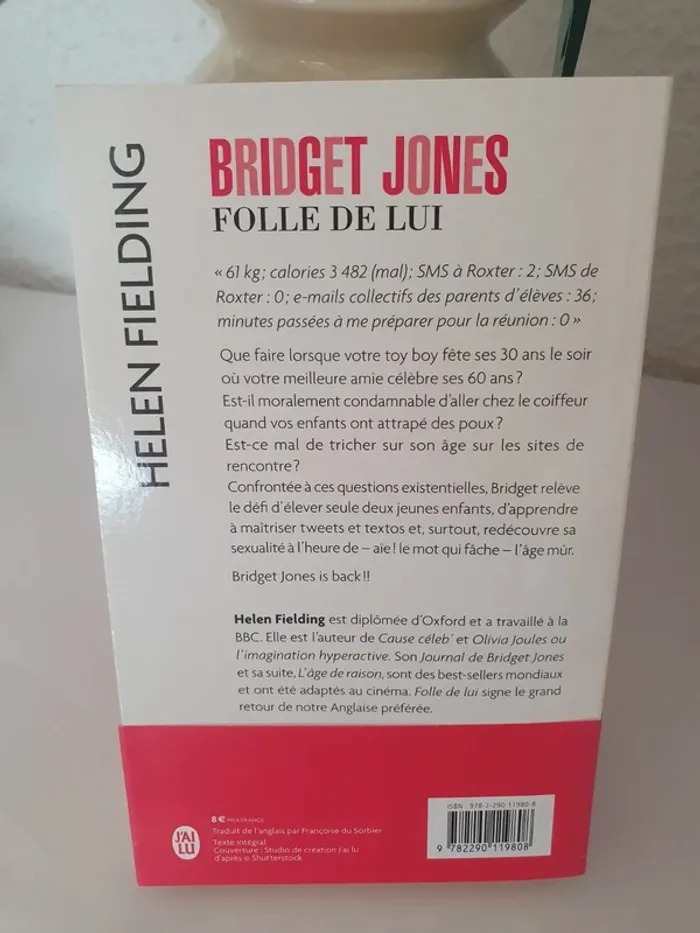 HELEN FIELDING
BRIDGET JONES
FOLLE DE LUI
« 61 kg ; calories 3 482 (mal) ; SMS à Roxter : 2 ; SMS de
Roxter : 0 ; e-mails collectifs des parents d'élèves : 36 ;
minutes passées à me préparer pour la réunion : 0 »
Que faire lorsque votre toy boy fête ses 30 ans le soir
où votre meilleure amie célèbre ses 60 ans ?
Est-il moralement condamnable d'aller chez le coiffeur
quand vos enfants ont attrapé des poux ?
Est-ce mal de tricher sur son âge sur les sites de
rencontre ?
Confrontée à ces questions existentielles, Bridget relève
le défi d'élever seule deux jeunes enfants, d'apprendre
à maîtriser tweets et textos et, surtout, redécouvre sa
sexualité à l'heure de – aïe ! le mot qui fâche – l'âge mûr.
Bridget Jones is back !!
Helen Fielding est diplômée d'Oxford et a travaillé à la
BBC. Elle est l'auteur de Cause céleb' et Olivia Joules ou
l'imagination hyperactive. Son Journal de Bridget Jones
et sa suite, L'âge de raison, sont des best-sellers mondiaux
et ont été adaptés au cinéma. Folle de lui signe le grand
retour de notre Anglaise préférée.
8 € PRIX FRANCE
Traduit de l'anglais par Françoise du Sorbier
Texte intégral
Couverture : Studio de création J'ai lu
d'après © Shutterstock
J'AI
LU
ISBN : 978-2-290-11980-8
9 782290 119808